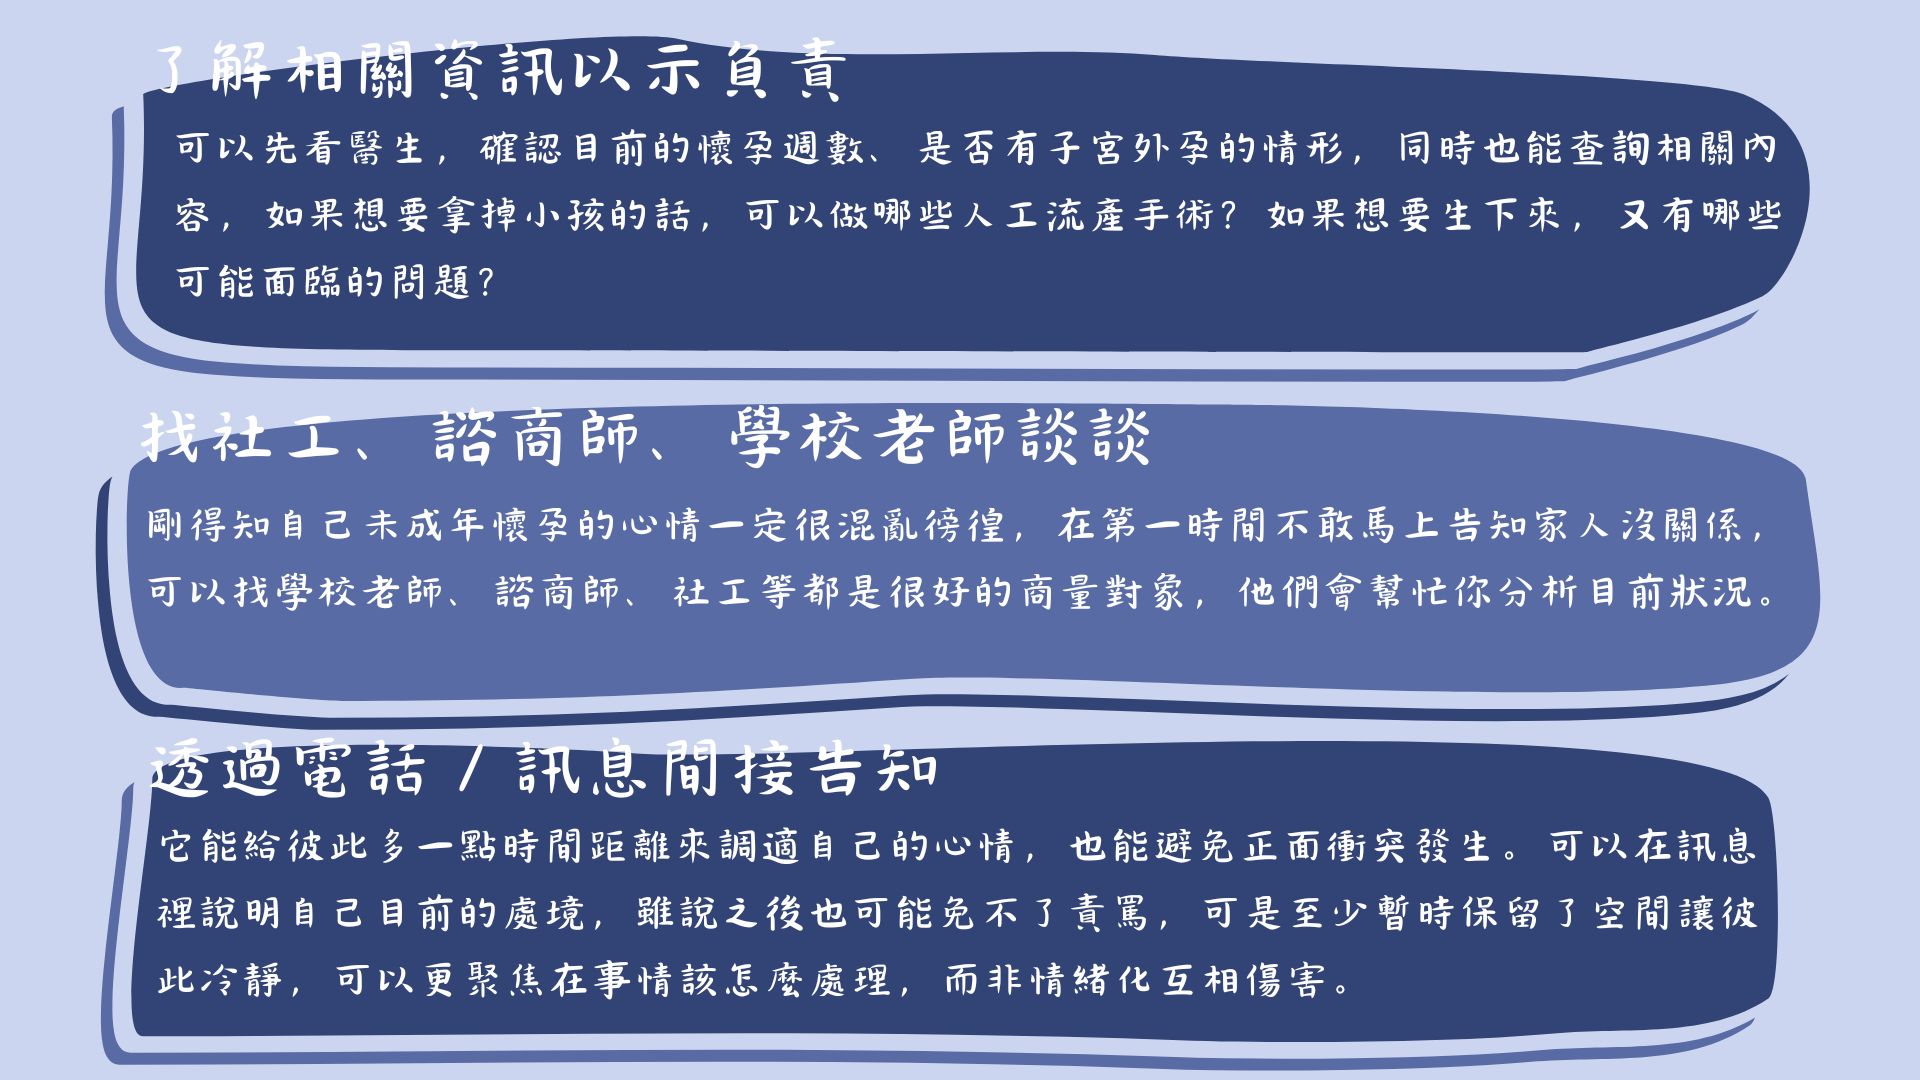 了解相關資訊以示負責
可以先看醫生，確認目前的懷孕週數、是否有子宮外孕的情形，同時也能查詢相關內
容，如果想要拿掉小孩的話，可以做哪些人工流產手術？如果想要生下來，又有哪些
可能面臨的問題？
找社工、諮商師、學校老師談談
剛得知自己未成年懷孕的心情一定很混亂徬徨，在第一時間不敢馬上告知家人沒關係，
可以找學校老師、諮商師、社工等都是很好的商量對象，他們會幫忙你分析目前狀況。
透過電話／訊息間接告知
它能給彼此多一點時間距離來調適自己的心情，也能避免正面衝突發生。可以在訊息
裡說明自己目前的處境，雖說之後也可能免不了責罵，可是至少暫時保留了空間讓彼
此冷靜，可以更聚焦在事情該怎麼處理，而非情緒化互相傷害。